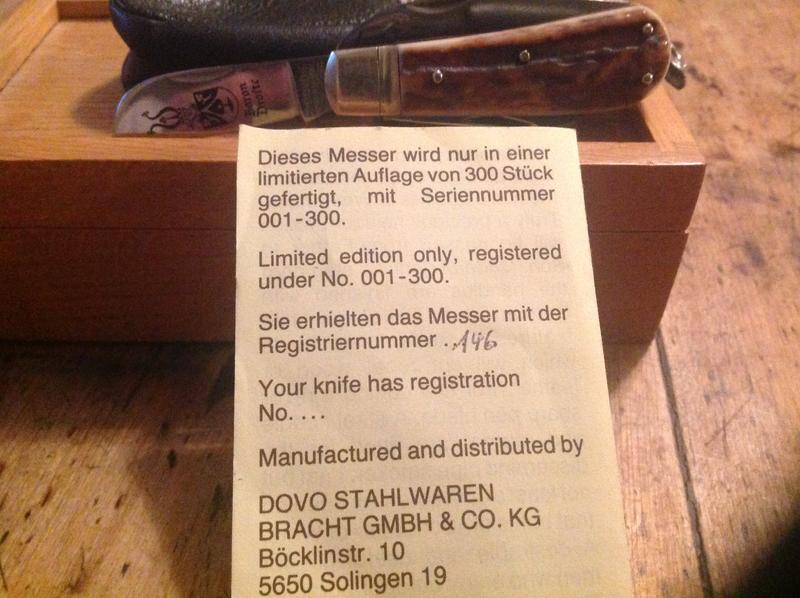 Dieses Messer wird nur in einer
limitierten Auflage von 300 Stück
gefertigt, mit Seriennummer
001-300.
Limited edition only, registered
under No. 001-300.
Sie erhielten das Messer mit der
Registriernummer ..146
Your knife has registration
No. ...
Manufactured and distributed by
DOVO STAHLWAREN
BRACHT GMBH & CO. KG
Böcklinstr. 10
5650 Solingen 19